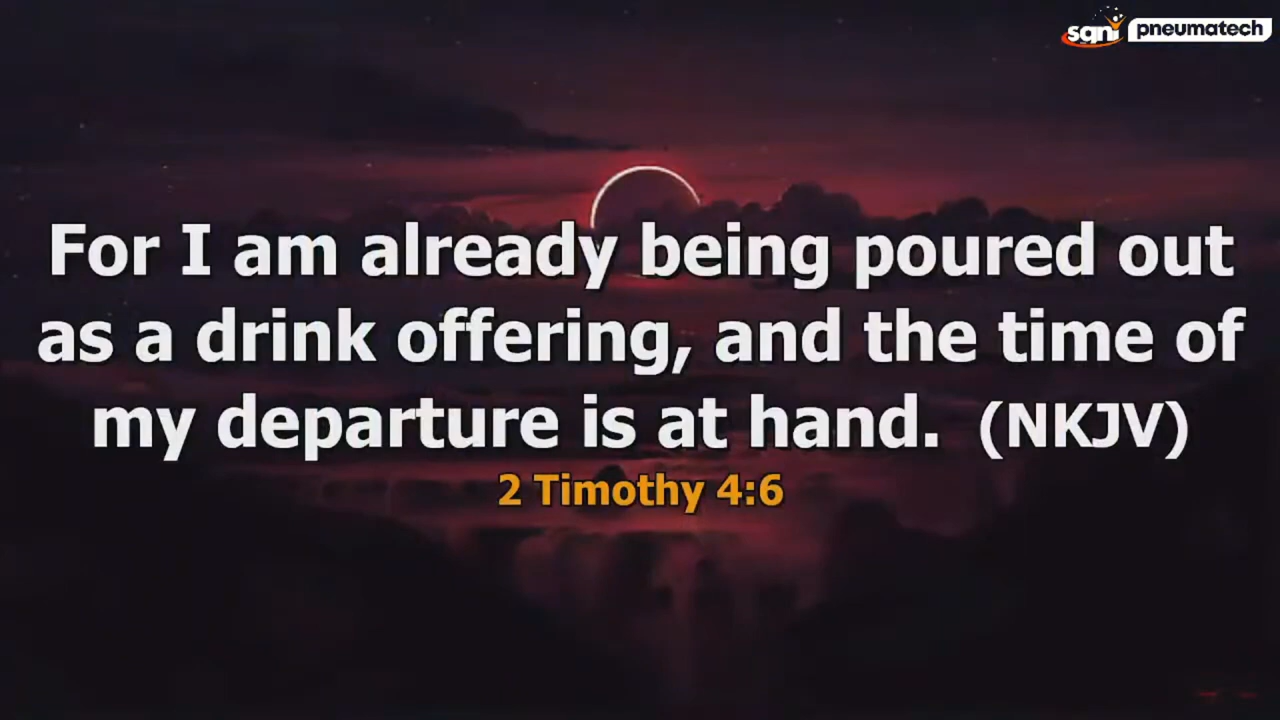 sgni pneumatech
For I am already being poured out
as a drink offering, and the time of
my departure is at hand. (NKJV)
2 Timothy 4:6